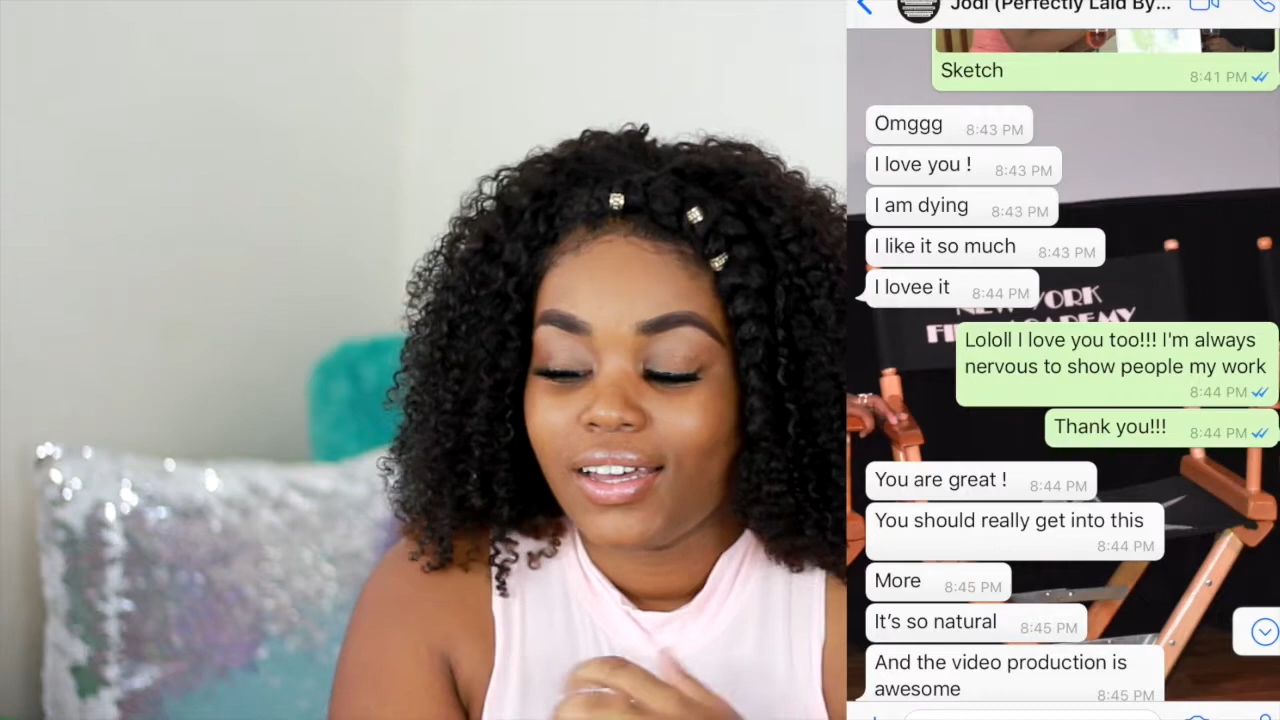 Jodi (Perfectly Laid By...
Sketch
8:41 PM
Omggg 8:43 PM
I love you ! 8:43 PM
I am dying 8:43 PM
I like it so much 8:43 PM
I lovee it 8:44 PM
NEW YORK
FILM ACADEMY
Lololl I love you too!!! I'm always
nervous to show people my work
8:44 PM
Thank you!!! 8:44 PM
You are great ! 8:44 PM
You should really get into this
8:44 PM
More 8:45 PM
It's so natural 8:45 PM
And the video production is
awesome 8:45 PM